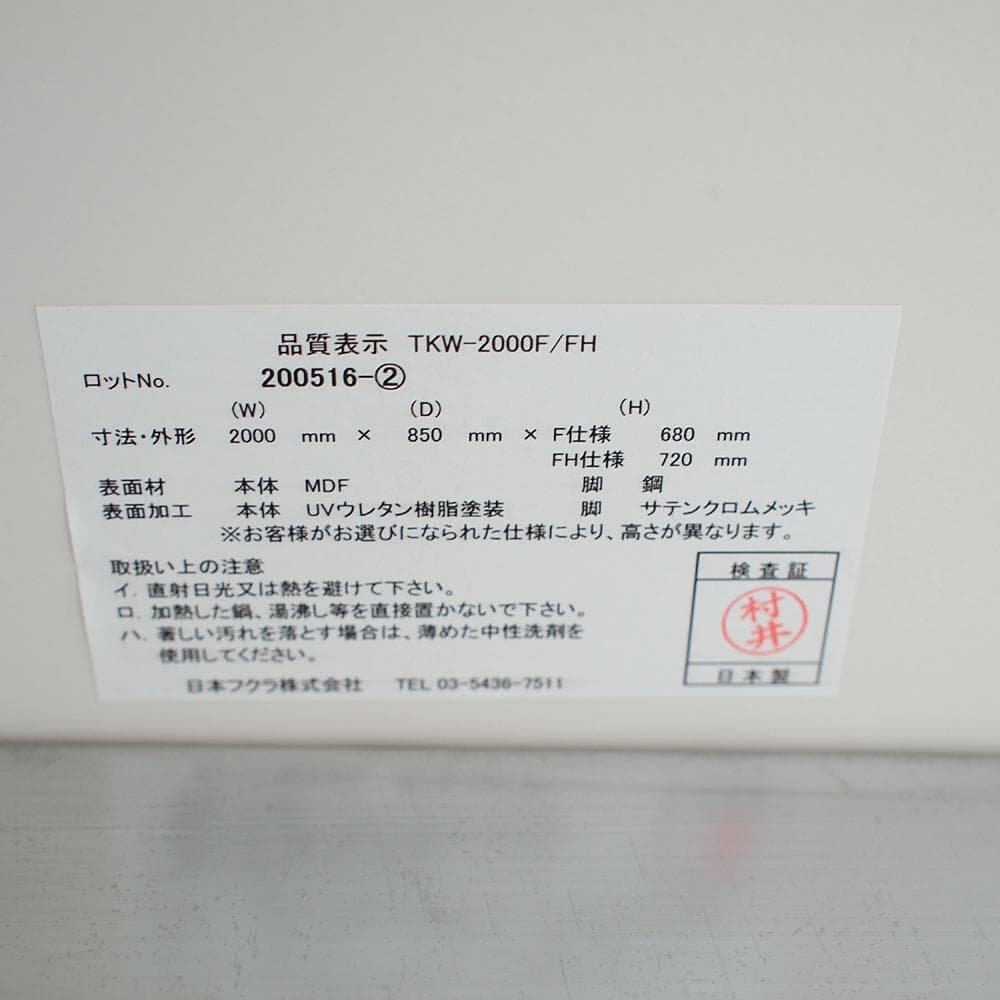 品質表示 TKW-2000F/FH
ロットNo. 200516-②
(W) (D) (H)
寸法・外形 2000 mm × 850 mm × F仕様 680 mm
FH仕様 720 mm
表面材 本体 MDF 脚 鋼
表面加工 本体 UVウレタン樹脂塗装 脚 サテンクロムメッキ
※お客様がお選びになられた仕様により、高さが異なります。
取扱い上の注意
イ．直射日光又は熱を避けて下さい。
ロ．加熱した鍋、湯沸し等を直接置かないで下さい。
ハ．著しい汚れを落とす場合は、薄めた中性洗剤を
使用してください。
日本フクラ株式会社 TEL 03-5436-7511
検査証
村井
日本製